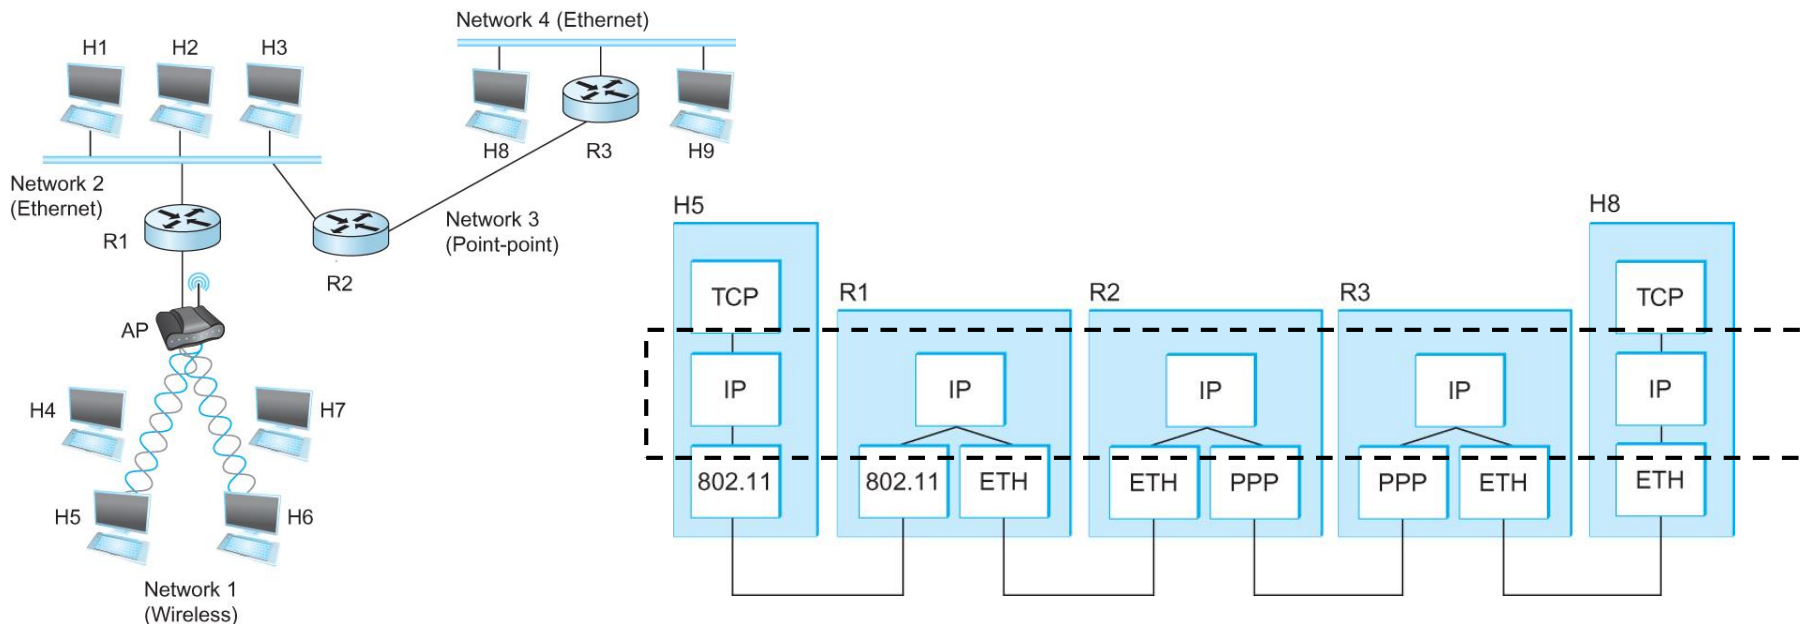 Network 4 (Ethernet)
H1
H2
H3
H8
R3
H9
Network 2
(Ethernet)
R1
Network 3
(Point-point)
R2
AP
H4
H7
H5
H6
Network 1
(Wireless)
H5
H8
TCP
R1
R2
R3
TCP
IP
IP
IP
IP
IP
802.11
802.11
ETH
ETH
PPP
PPP
ETH
ETH